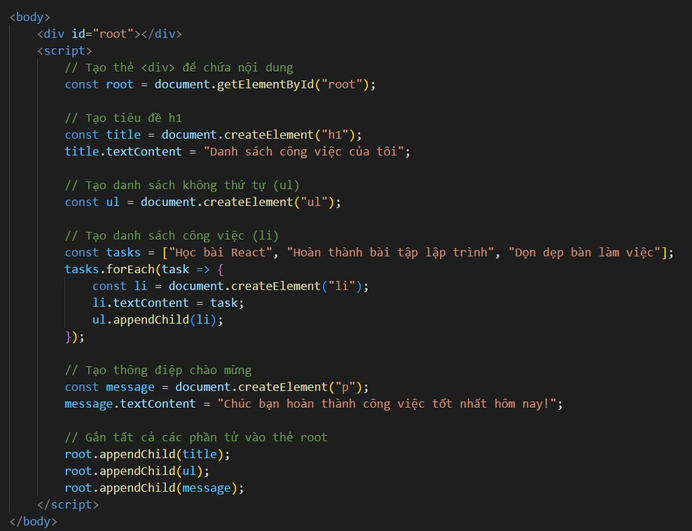 <body>
<div id="root"></div>
<script>
// Tạo thẻ <div> để chứa nội dung
const root = document.getElementById("root");
// Tạo tiêu đề h1
const title = document.createElement("h1");
title.textContent = "Danh sách công việc của tôi";
// Tạo danh sách không thứ tự (ul)
const ul = document.createElement("ul");
// Tạo danh sách công việc (li)
const tasks = ["Học bài React", "Hoàn thành bài tập lập trình", "Dọn dẹp bàn làm việc"];
tasks.forEach(task => {
const li = document.createElement("li");
li.textContent = task;
ul.appendChild(li);
});
// Tạo thông điệp chào mừng
const message = document.createElement("p");
message.textContent = "Chúc bạn hoàn thành công việc tốt nhất hôm nay!";
// Gắn tất cả các phần tử vào thẻ root
root.appendChild(title);
root.appendChild(ul);
root.appendChild(message);
</script>
</body>